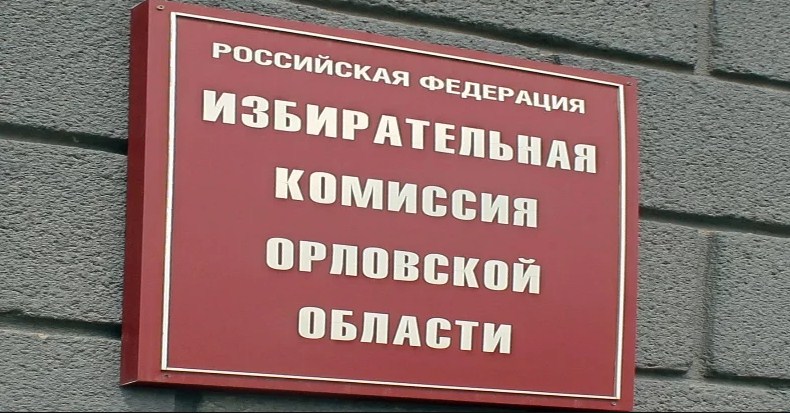 РОССИЙСКАЯ ФЕДЕРАЦИЯ
ИЗБИРАТЕЛЬНАЯ
КОМИССИЯ
ОРЛОВСКОЙ
ОБЛАСТИ